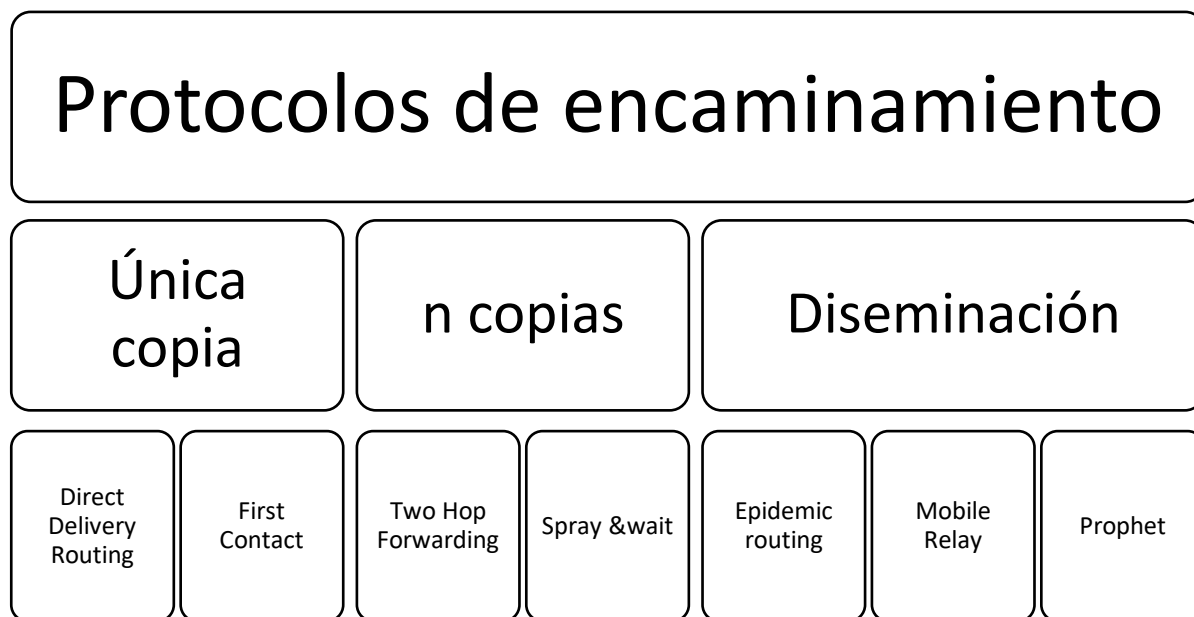 Protocolos de encaminamiento
Única
copia
n copias
Diseminación
Direct
Delivery
Routing
First
Contact
Two Hop
Forwarding
Spray &wait
Epidemic
routing
Mobile
Relay
Prophet